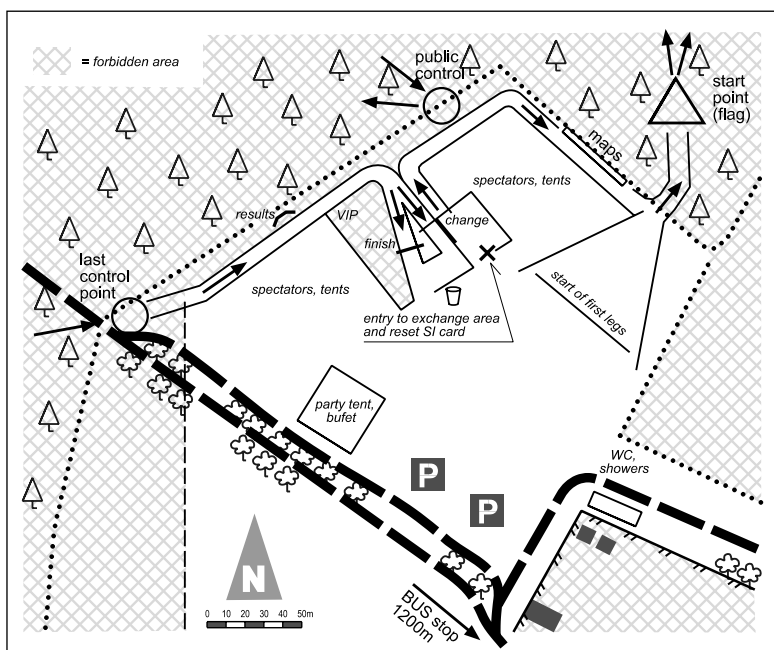 = forbidden area
public
control
start
point
(flag)
maps
spectators, tents
results
VIP
change
finish
last
control
point
spectators, tents
entry to exchange area
and reset SI card
start of first legs
party tent,
bufet
WC,
showers
P
P
N
0 10 20 30 40 50m
BUS stop
1200m